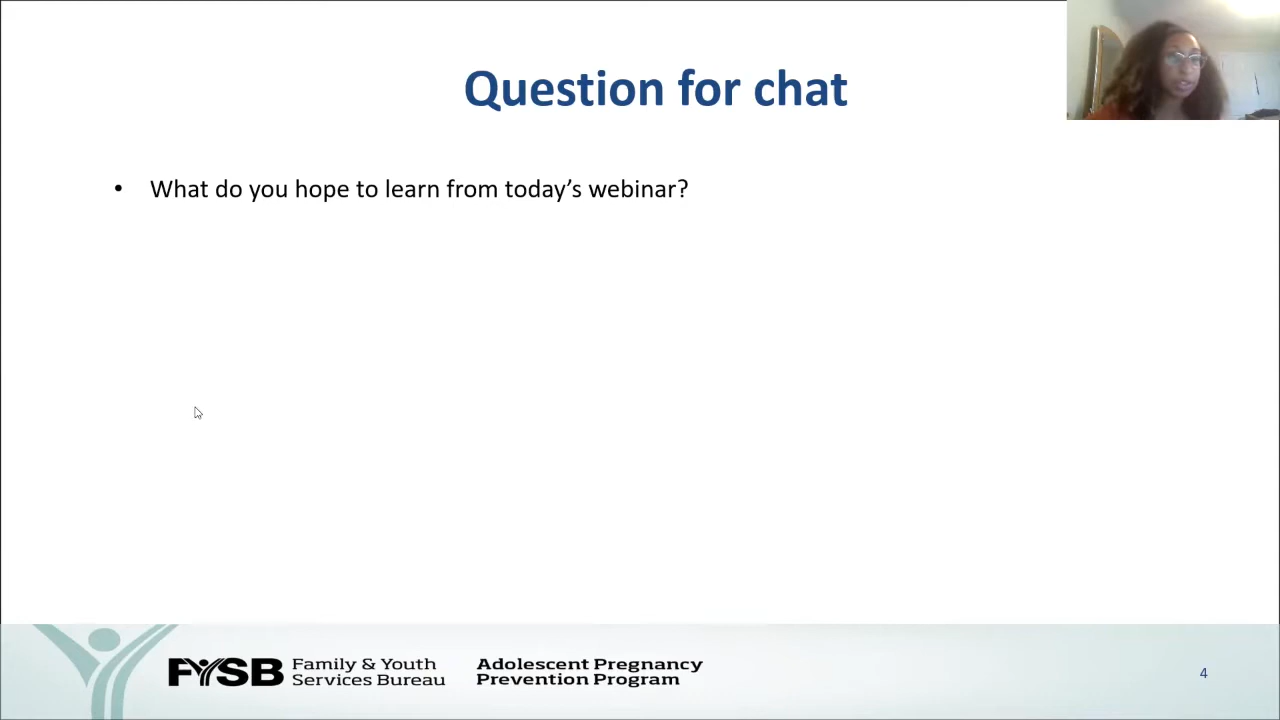 Question for chat
• What do you hope to learn from today’s webinar?
FYSB Family & Youth Services Bureau
Adolescent Pregnancy Prevention Program
4